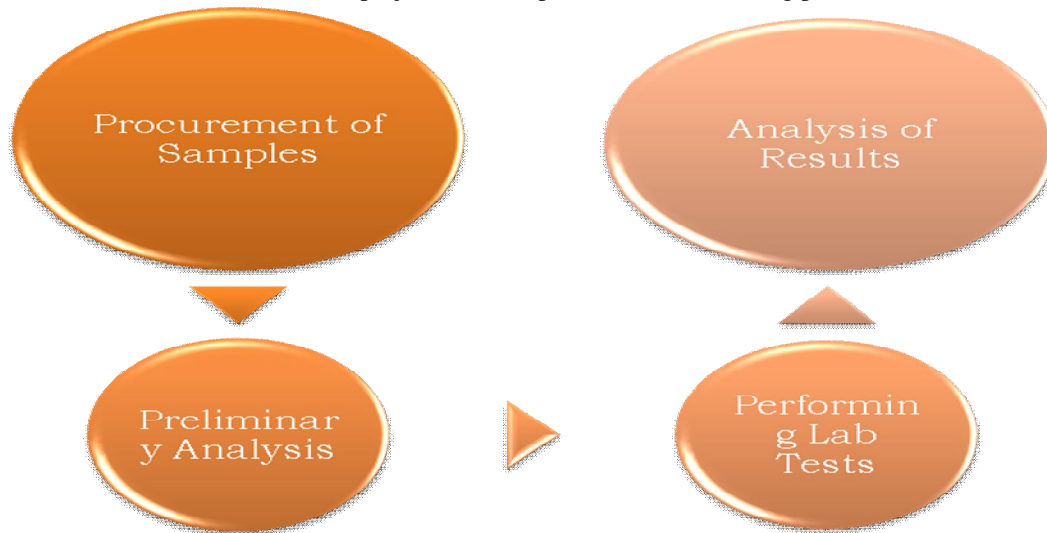 Procurement of
Samples
Preliminar
y Analysis
Performin
g Lab
Tests
Analysis of
Results